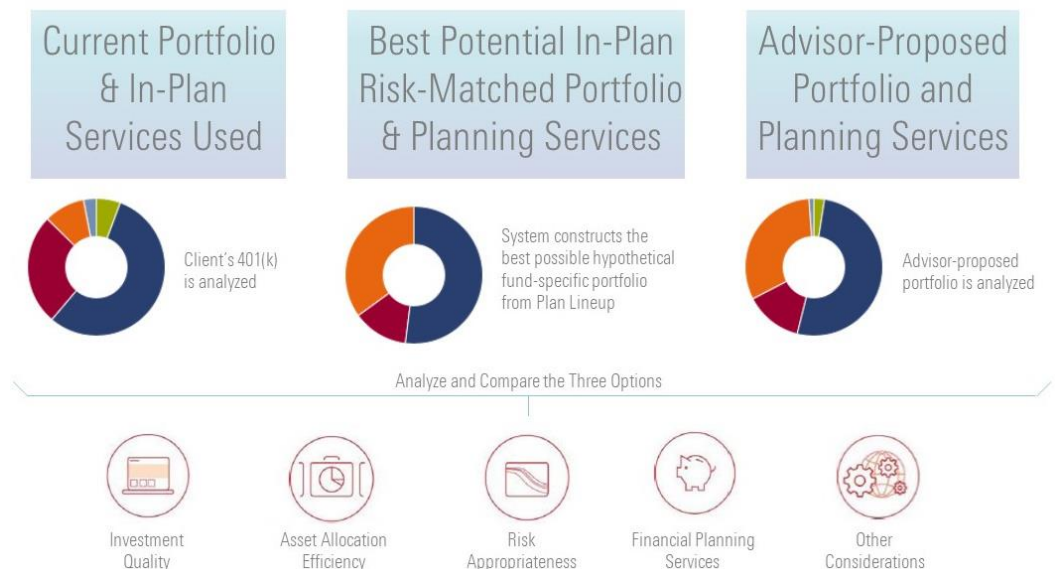 Current Portfolio
& In-Plan
Services Used
Best Potential In-Plan
Risk-Matched Portfolio
& Planning Services
Advisor-Proposed
Portfolio and
Planning Services
Client's 401(k)
is analyzed
System constructs the
best possible hypothetical
fund-specific portfolio
from Plan Lineup
Advisor-proposed
portfolio is analyzed
Analyze and Compare the Three Options
Investment
Quality
Asset Allocation
Efficiency
Risk
Appropriateness
Financial Planning
Services
Other
Considerations